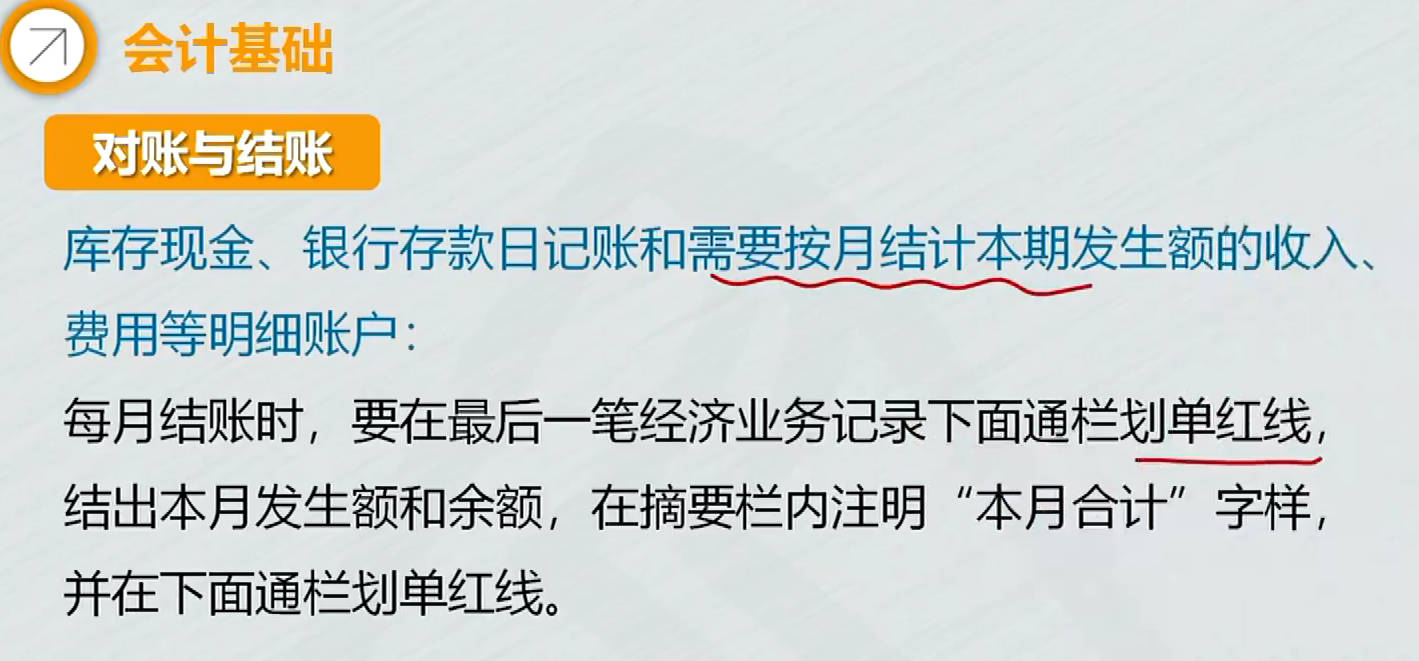 会计基础
对账与结账
库存现金、银行存款日记账和需要按月结计本期发生额的收入、
费用等明细账户：
每月结账时，要在最后一笔经济业务记录下面通栏划单红线，
结出本月发生额和余额，在摘要栏内注明“本月合计”字样，
并在下面通栏划单红线。